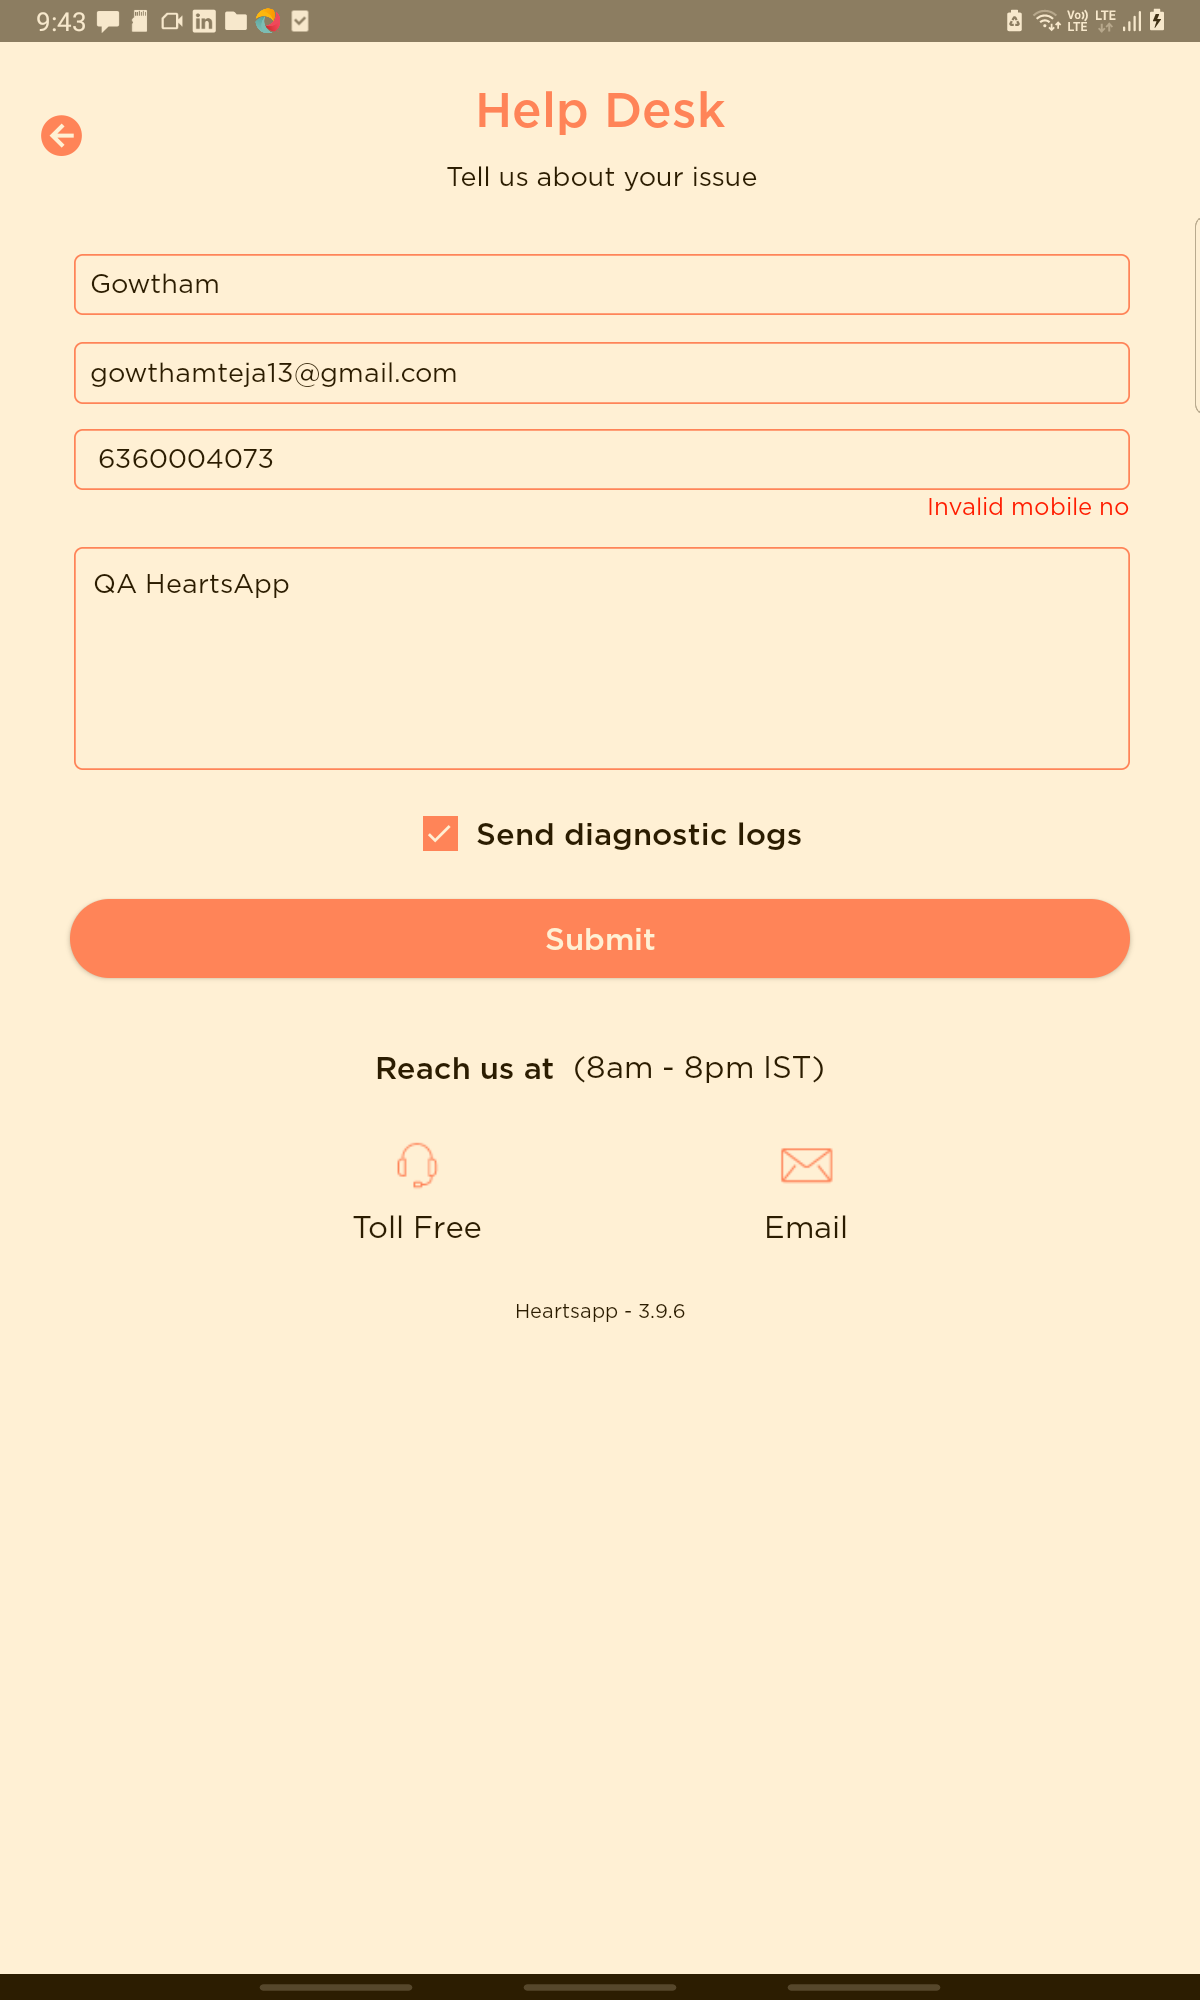 9:43
in
Vo)) LTE
LTE
Help Desk
Tell us about your issue
Gowtham
gowthamteja13@gmail.com
6360004073
Invalid mobile no
QA HeartsApp
Send diagnostic logs
Submit
Reach us at (8am - 8pm IST)
Toll Free Email
Heartsapp - 3.9.6